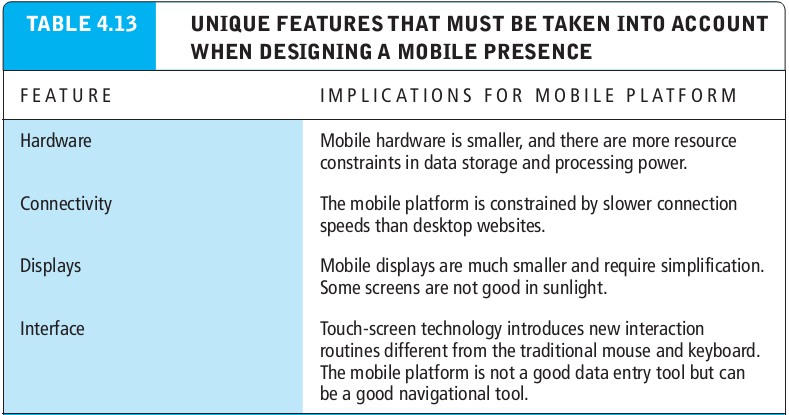 TABLE 4.13
UNIQUE FEATURES THAT MUST BE TAKEN INTO ACCOUNT
WHEN DESIGNING A MOBILE PRESENCE
FEATURE
IMPLICATIONS FOR MOBILE PLATFORM
Hardware
Mobile hardware is smaller, and there are more resource
constraints in data storage and processing power.
Connectivity
The mobile platform is constrained by slower connection
speeds than desktop websites.
Displays
Mobile displays are much smaller and require simplification.
Some screens are not good in sunlight.
Interface
Touch-screen technology introduces new interaction
routines different from the traditional mouse and keyboard.
The mobile platform is not a good data entry tool but can
be a good navigational tool.